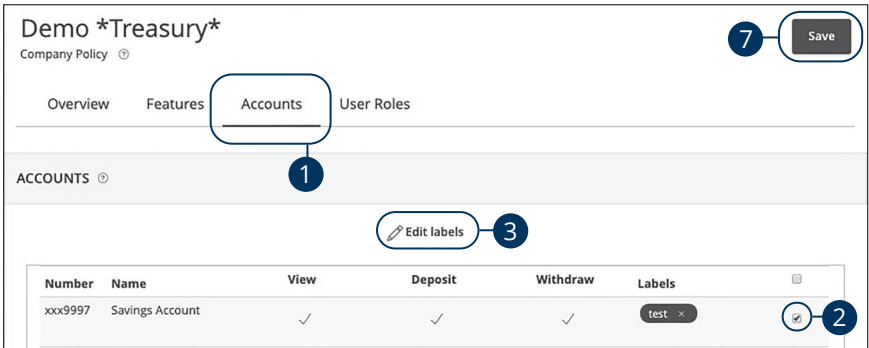 Demo *Treasury*
Company Policy ?
7
Save
Overview Features Accounts User Roles
1
ACCOUNTS ?
Edit labels
3
Number Name View Deposit Withdraw Labels
xxx9997 Savings Account test ×
2